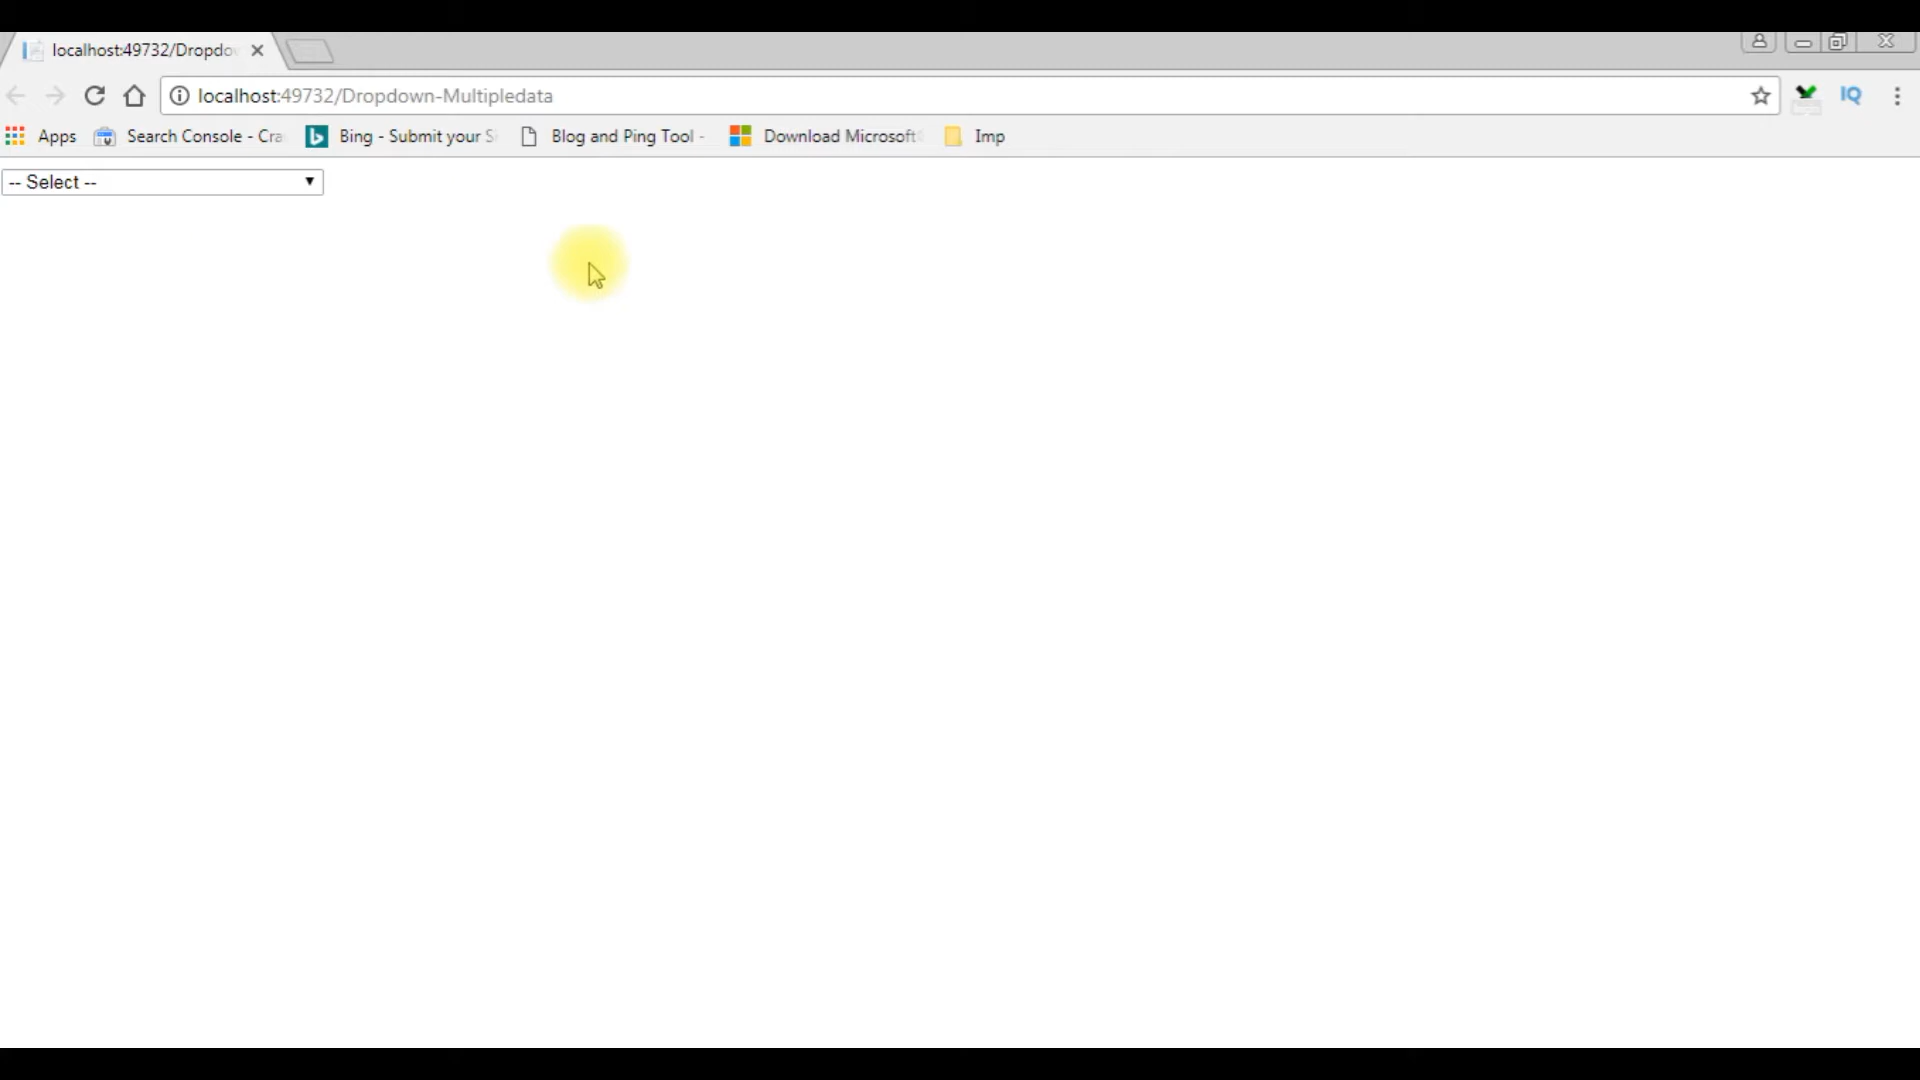 localhost:49732/Dropdo
localhost:49732/Dropdown-Multipledata
IQ
Apps Search Console - Cra Bing - Submit your S Blog and Ping Tool - Download Microsoft Imp
-- Select --